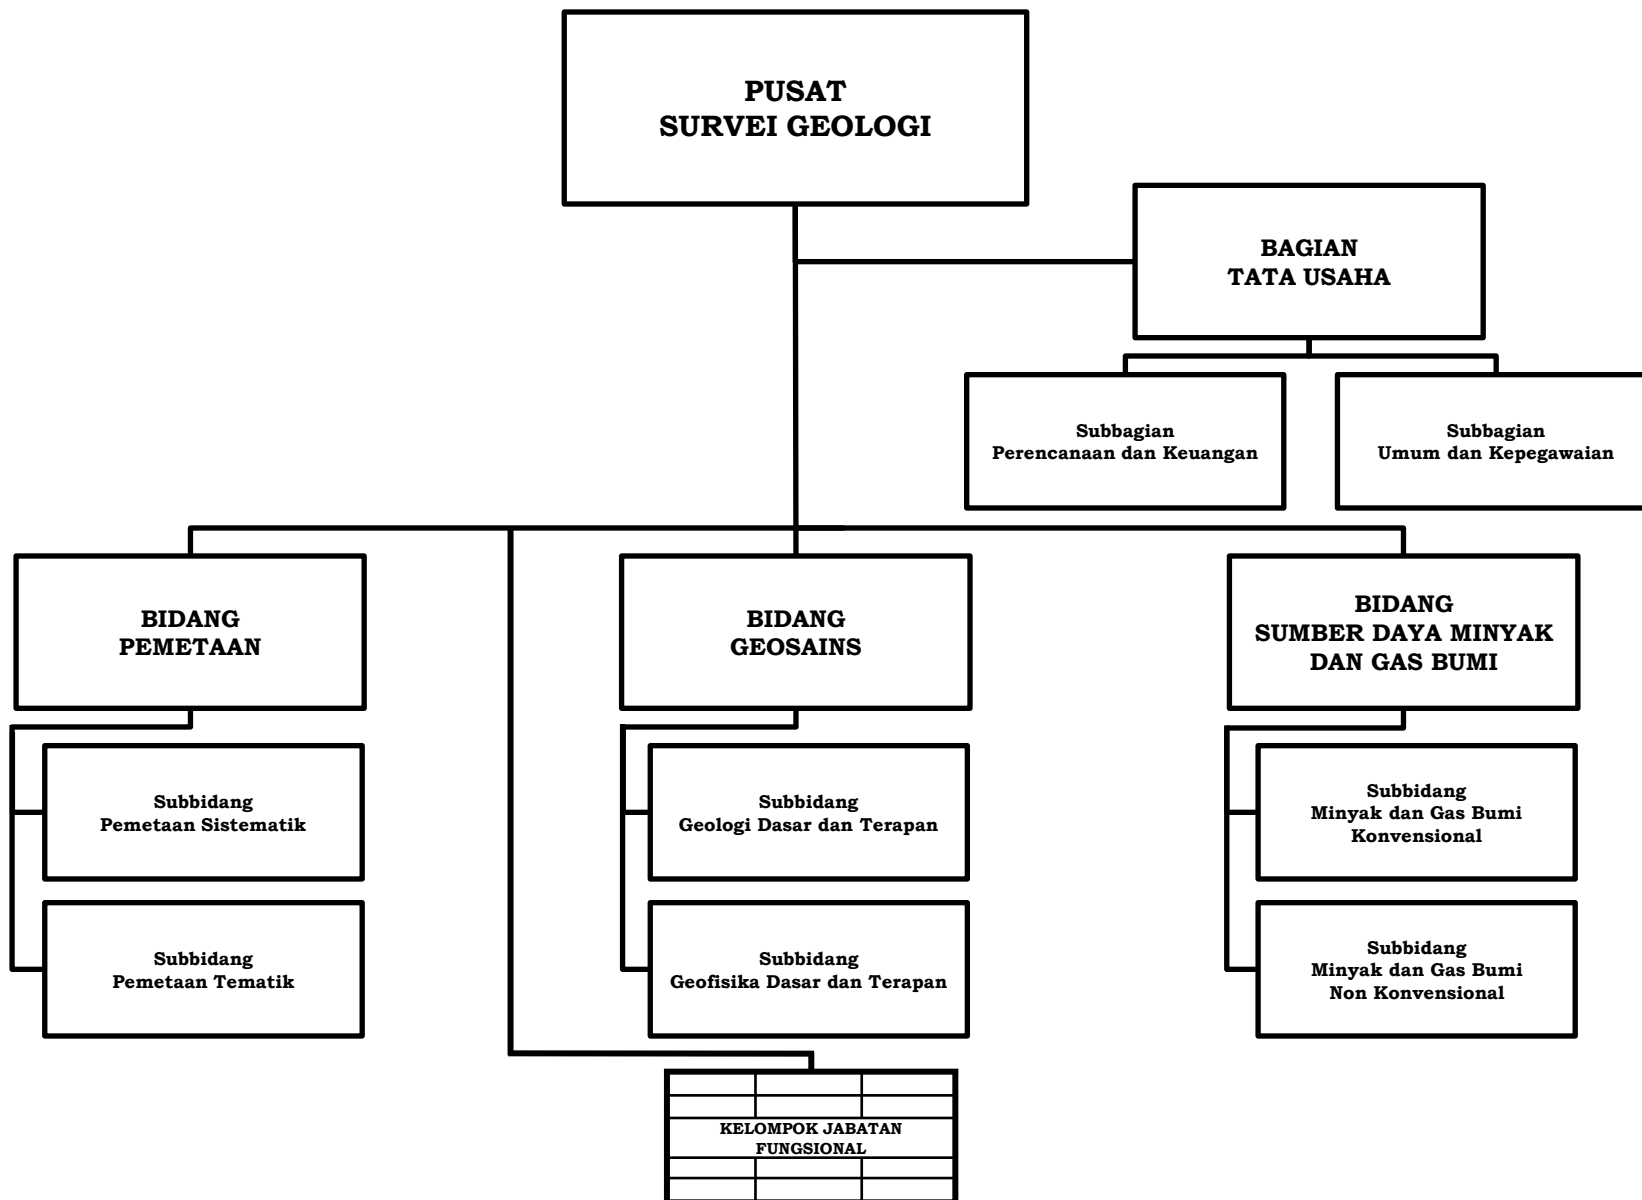 PUSAT
SURVEI GEOLOGI
BAGIAN
TATA USAHA
Subbagian
Perencanaan dan Keuangan
Subbagian
Umum dan Kepegawaian
BIDANG
PEMETAAN
BIDANG
GEOSAINS
BIDANG
SUMBER DAYA MINYAK
DAN GAS BUMI
Subbidang
Pemetaan Sistematik
Subbidang
Geologi Dasar dan Terapan
Subbidang
Minyak dan Gas Bumi
Konvensional
Subbidang
Pemetaan Tematik
Subbidang
Geofisika Dasar dan Terapan
Subbidang
Minyak dan Gas Bumi
Non Konvensional
KELOMPOK JABATAN
FUNGSIONAL